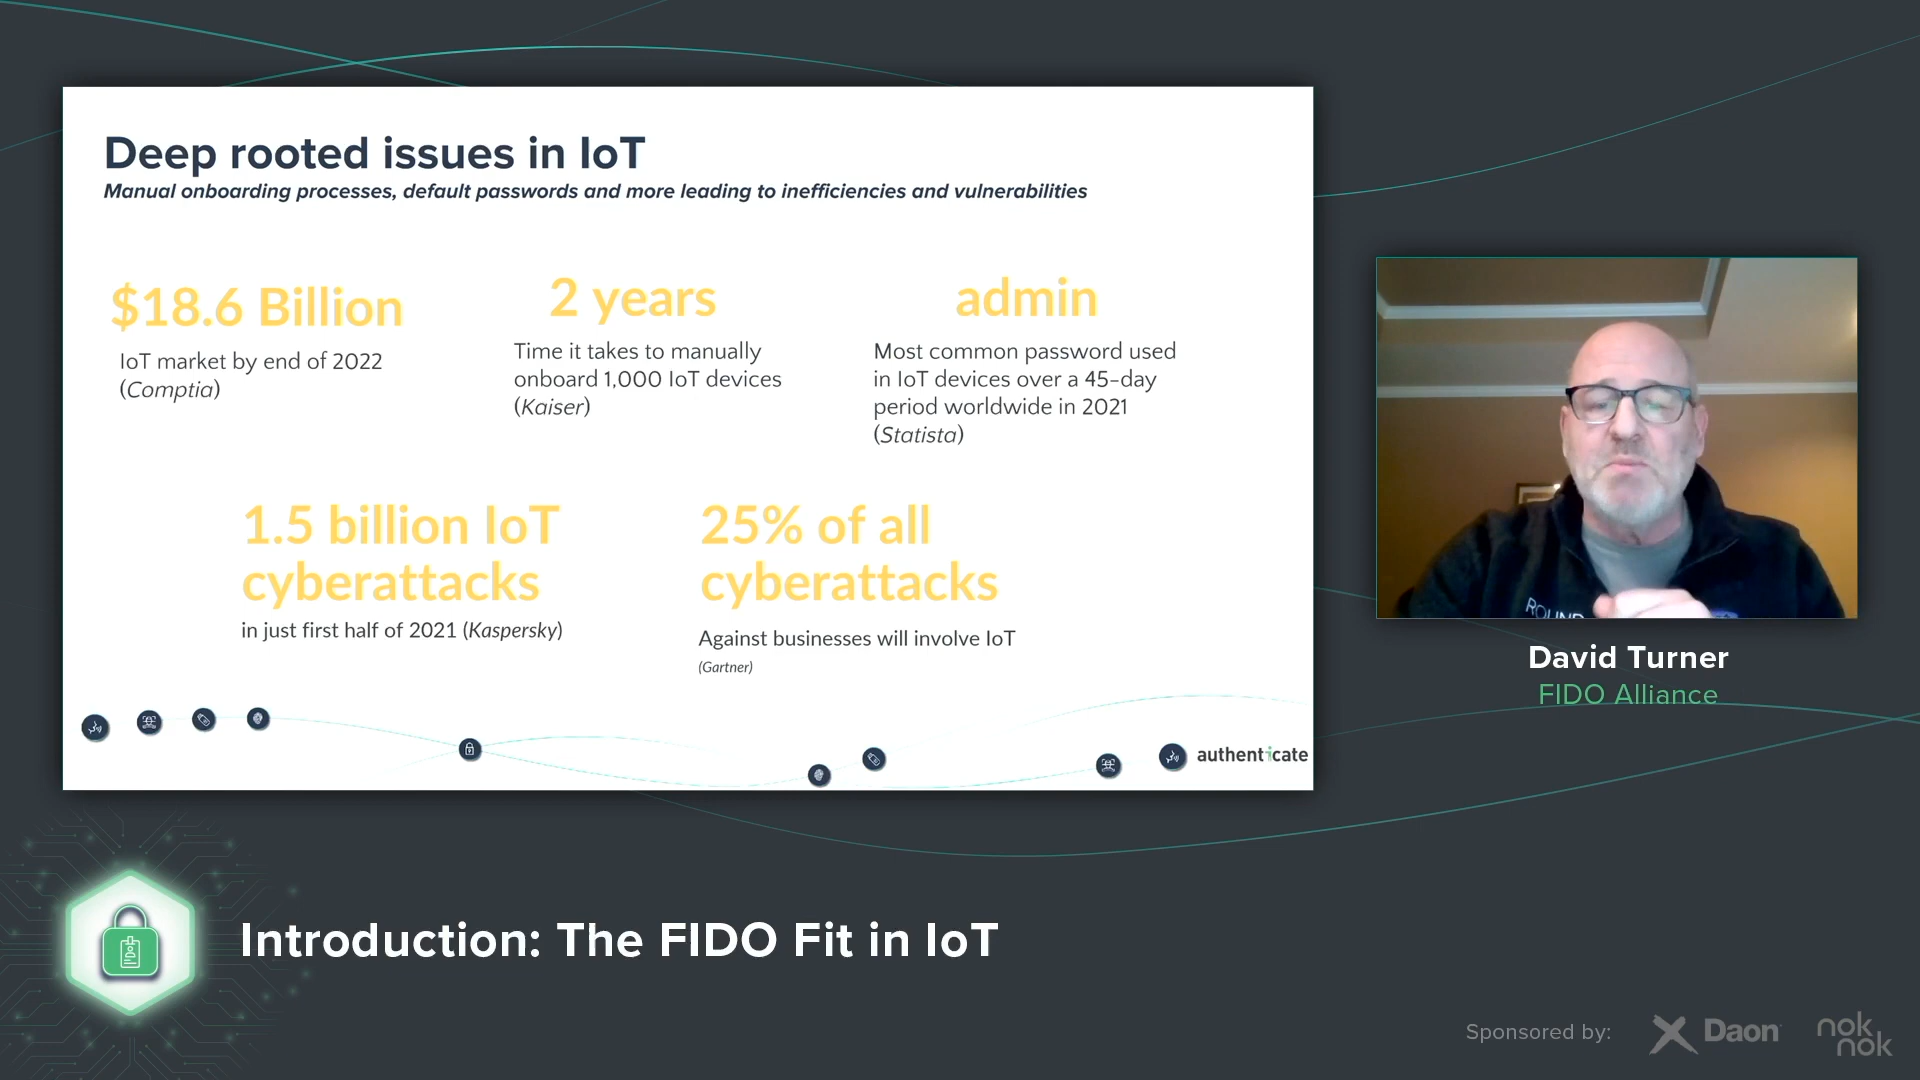 Deep rooted issues in IoT
Manual onboarding processes, default passwords and more leading to inefficiencies and vulnerabilities
$18.6 Billion
IoT market by end of 2022
(Comptia)
2 years
Time it takes to manually
onboard 1,000 IoT devices
(Kaiser)
admin
Most common password used
in IoT devices over a 45-day
period worldwide in 2021
(Statista)
1.5 billion IoT
cyberattacks
in just first half of 2021 (Kaspersky)
25% of all
cyberattacks
Against businesses will involve IoT
(Gartner)
authenticate
ROUND
David Turner
FIDO Alliance
Introduction: The FIDO Fit in IoT
Sponsored by:
Daon
nok
nok